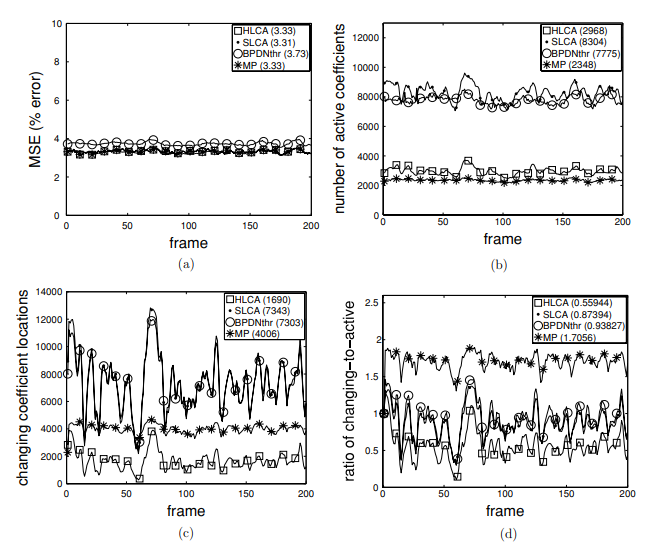 HLCA (3.33)
SLCA (3.31)
BPDNthr (3.73)
MP (3.33)
10
8
6
4
2
0
MSE (% error)
0 50 100 150 200
frame
(a)
HLCA (2968)
SLCA (8304)
BPDNthr (7775)
MP (2348)
12000
10000
8000
6000
4000
2000
0
number of active coefficients
0 50 100 150 200
frame
(b)
HLCA (1690)
SLCA (7343)
BPDNthr (7303)
MP (4006)
14000
12000
10000
8000
6000
4000
2000
0
changing coefficient locations
0 50 100 150 200
frame
(c)
HLCA (0.55944)
SLCA (0.87394)
BPDNthr (0.93827)
MP (1.7056)
2.5
2
1.5
1
0.5
0
ratio of changing−to−active
0 50 100 150 200
frame
(d)